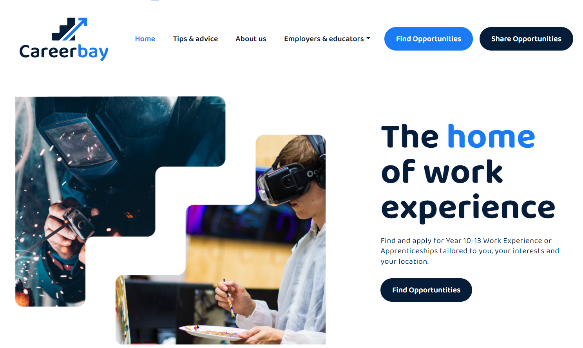 Careerbay
Home
Tips & advice
About us
Employers & educators
Find Opportunities
Share Opportunities
The home
of work
experience
Find and apply for Year 10-13 Work Experience or
Apprenticeships tailored to you, your interests and
your location.
Find Opportuntities